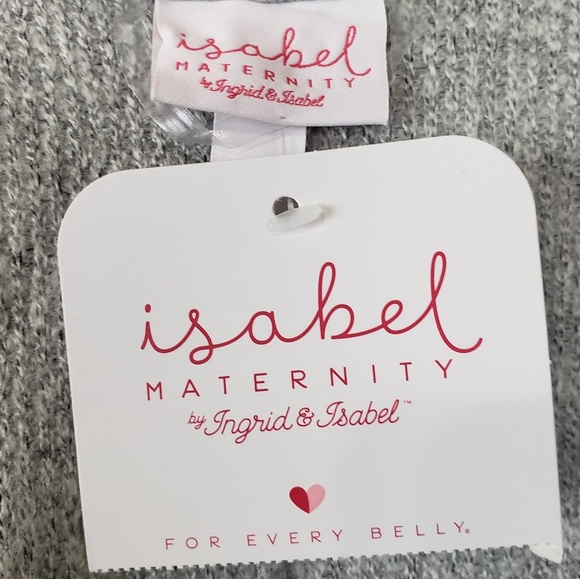 isabel
MATERNITY
by Ingrid & Isabel
isabel
MATERNITY
by Ingrid & Isabel™
FOR EVERY BELLY®